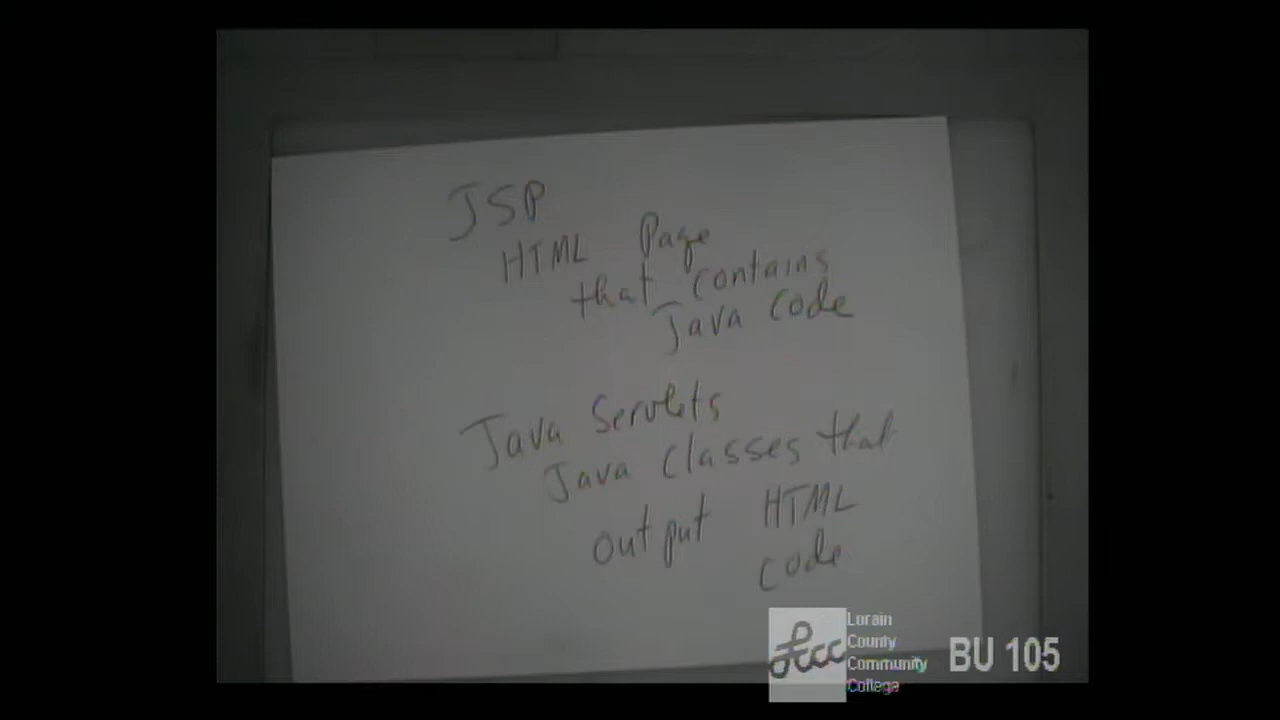 JSP
HTML Page
that contains
Java code
Java Servlets
Java Classes that
output HTML
code
Lorain
County
Community
College
lccc
BU 105